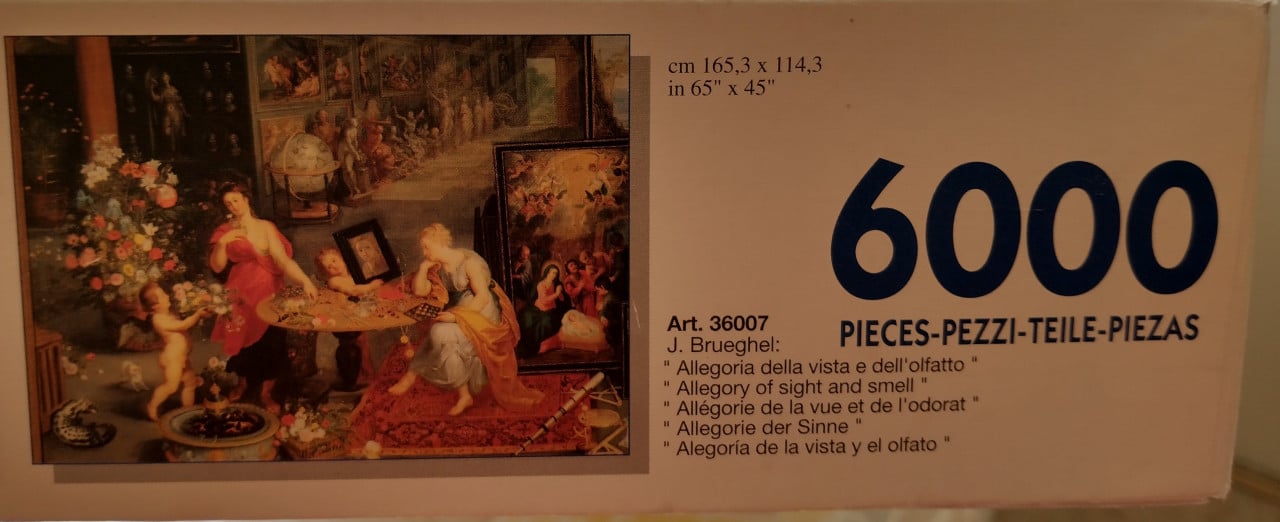 cm 165,3 x 114,3
in 65" x 45"
6000
PIECES-PEZZI-TEILE-PIEZAS
Art. 36007
J. Brueghel:
" Allegoria della vista e dell'olfatto "
" Allegory of sight and smell "
" Allégorie de la vue et de l'odorat "
" Allegorie der Sinne "
" Alegoría de la vista y el olfato "